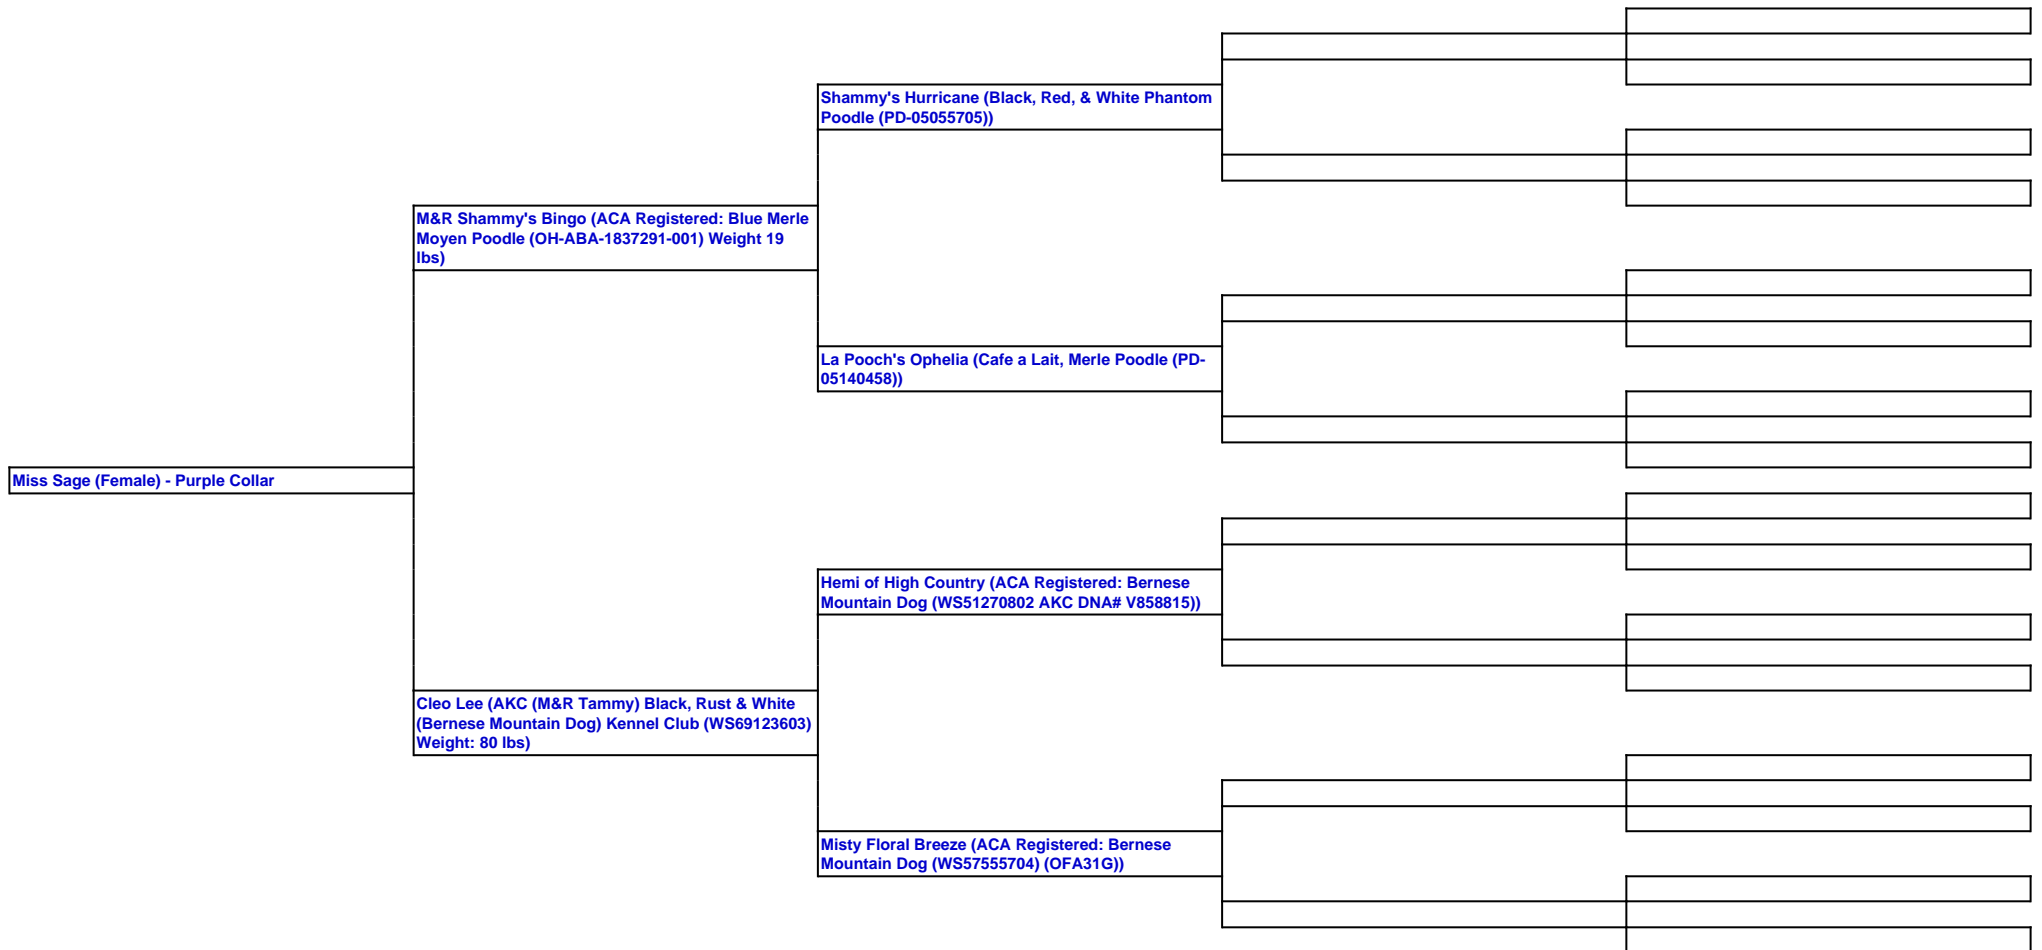 Shammy's Hurricane (Black, Red, & White Phantom
Poodle (PD-05055705))
M&R Shammy's Bingo (ACA Registered: Blue Merle
Moyen Poodle (OH-ABA-1837291-001) Weight 19
lbs)
La Pooch's Ophelia (Cafe a Lait, Merle Poodle (PD-
05140458))
Miss Sage (Female) - Purple Collar
Hemi of High Country (ACA Registered: Bernese
Mountain Dog (WS51270802 AKC DNA# V858815))
Cleo Lee (AKC (M&R Tammy) Black, Rust & White
(Bernese Mountain Dog) Kennel Club (WS69123603)
Weight: 80 lbs)
Misty Floral Breeze (ACA Registered: Bernese
Mountain Dog (WS57555704) (OFA31G))